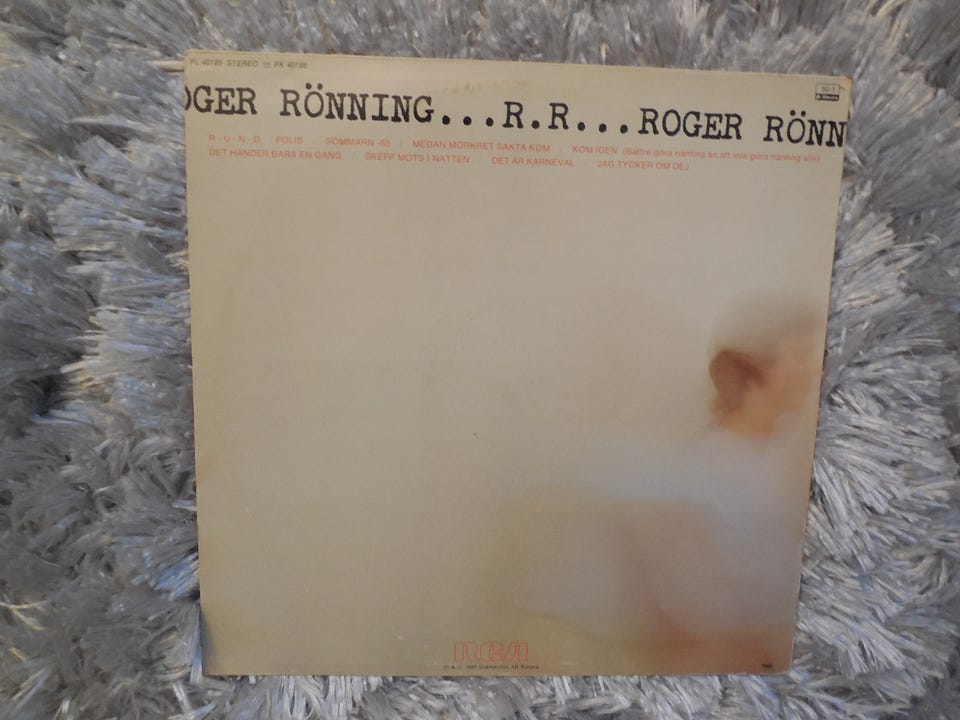 PL 40186 STEREO PK 40186
OGER RÖNNING...R.R...ROGER RÖNN
R-U-N-D / POLIS / SOMMARN -63 / MEDAN MÖRKRET SAKTA KOM / KOM IGEN (Bättre göra nånting än att inte göra nånting alls)
DET HÄNDER BARA EN GÅNG / SKEPP MÖTS I NATTEN / DET ÄR KARNEVAL / JAG TYCKER OM DEJ
RCA